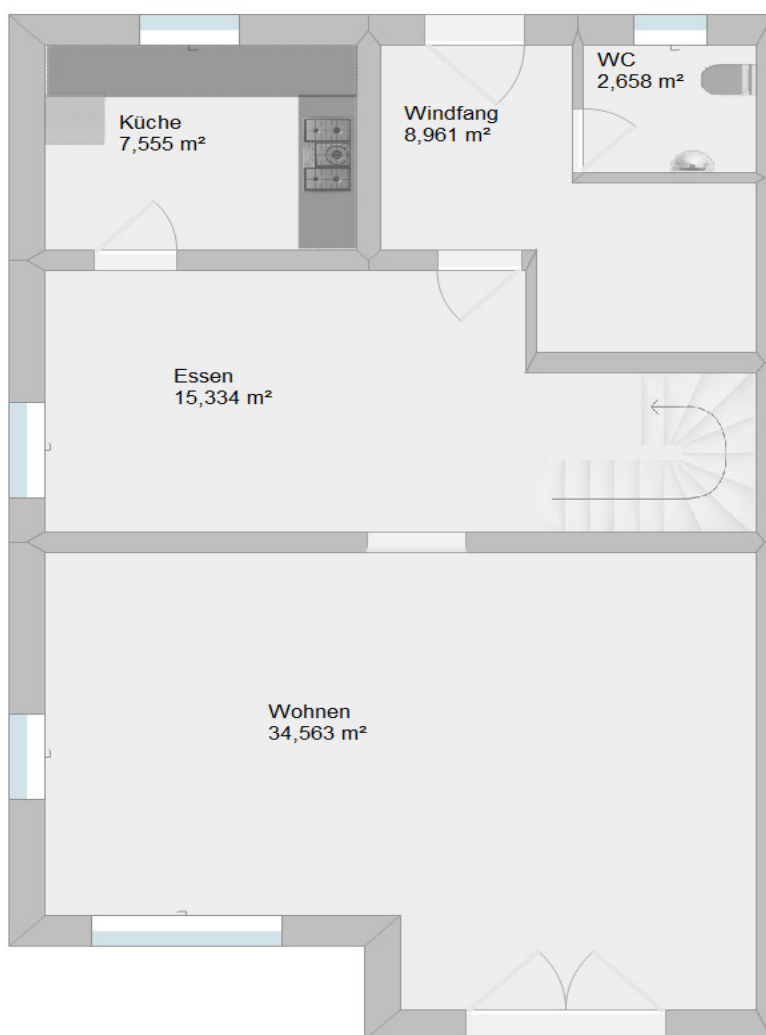 WC
2,658 m²
Küche
7,555 m²
Windfang
8,961 m²
Essen
15,334 m²
Wohnen
34,563 m²